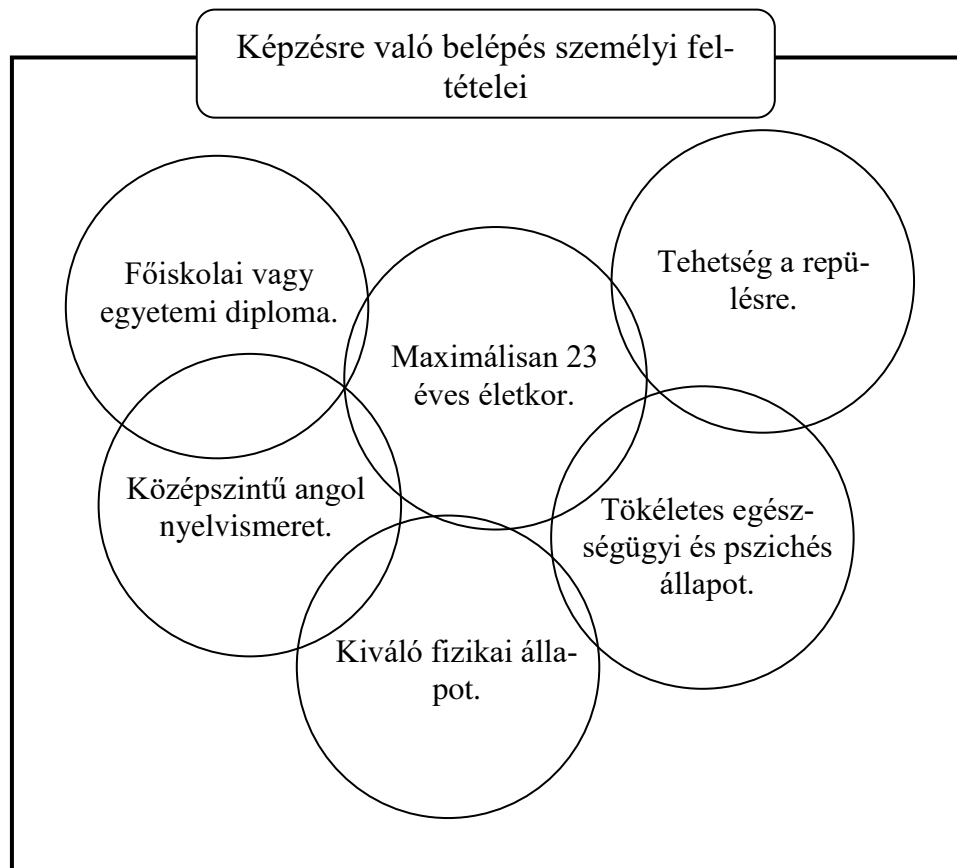 Képzésre való belépés személyi fel-
tételei
Főiskolai vagy
egyetemi diploma.
Tehetség a repü-
lésre.
Maximálisan 23
éves életkor.
Középszintű angol
nyelvismeret.
Tökéletes egész-
ségügyi és pszichés
állapot.
Kiváló fizikai álla-
pot.